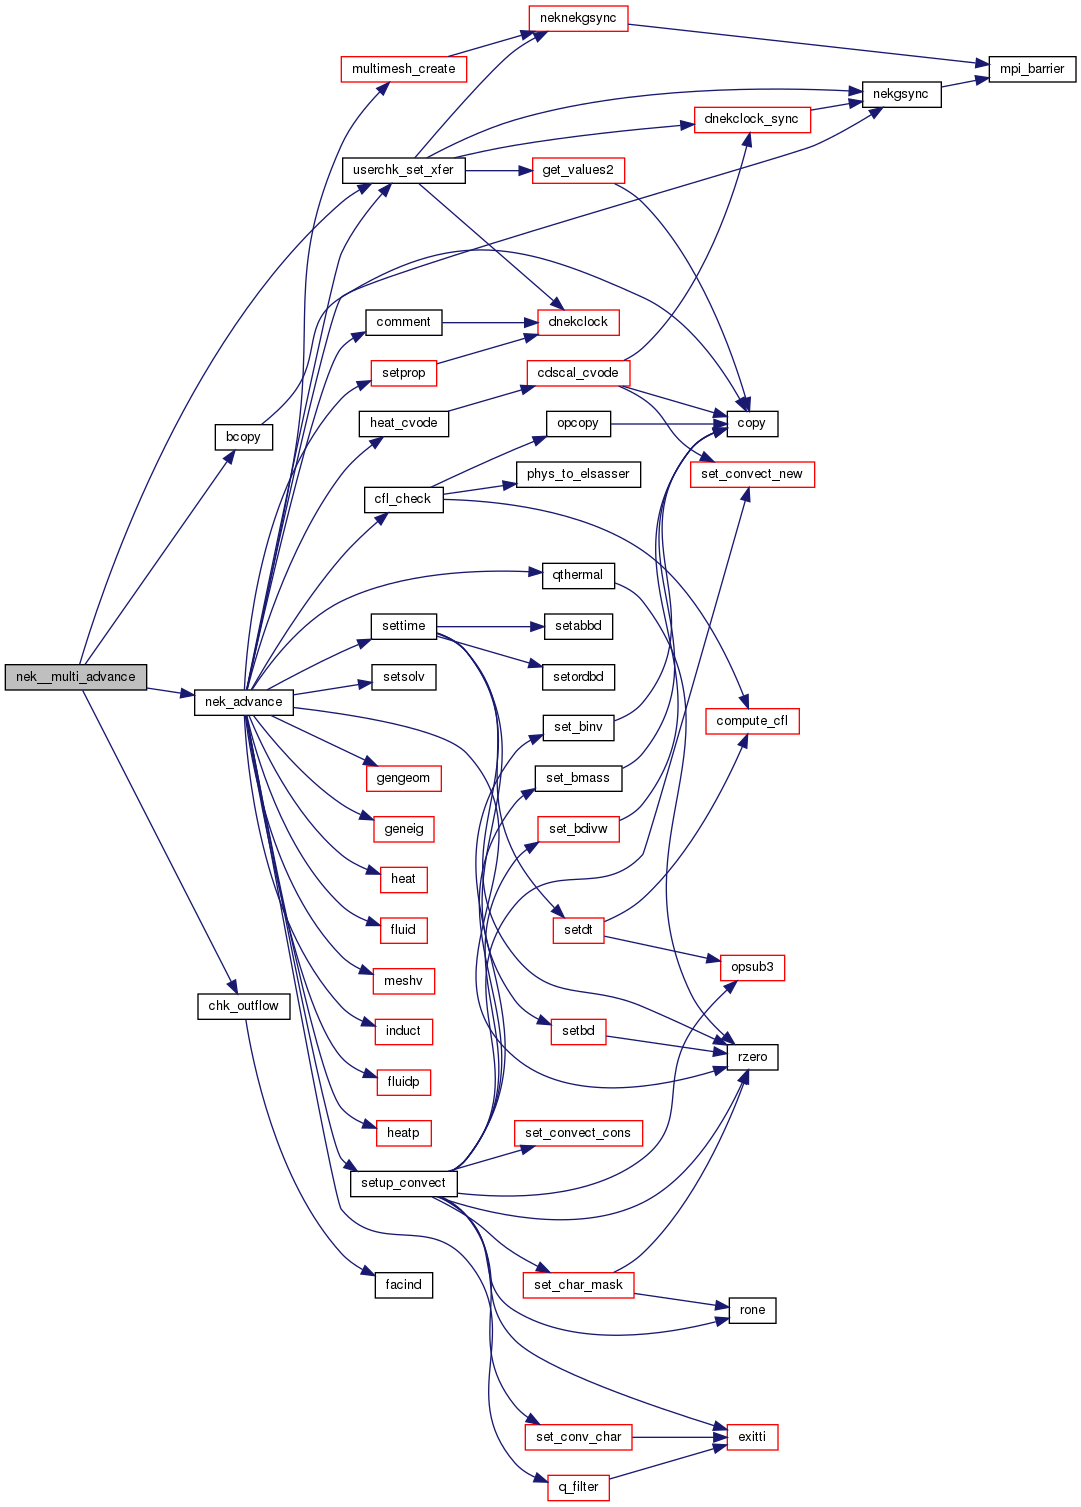 neknekgsync
multimesh_create
mpi_barrier
nekgsync
dnekclock_sync
userchk_set_xfer
get_values2
comment
dnekclock
setprop
cdscal_cvode
heat_cvode
opcopy
copy
bcopy
phys_to_elsasser
set_convect_new
cfl_check
qthermal
settime
setabbd
nek__multi_advance
setsolv
setordbd
nek_advance
set_binv
compute_cfl
gengeom
set_bmass
geneig
set_bdivw
heat
fluid
setdt
meshv
opsub3
chk_outflow
induct
setbd
rzero
fluidp
heatp
set_convect_cons
setup_convect
facind
set_char_mask
rone
set_conv_char
exitti
q_filter